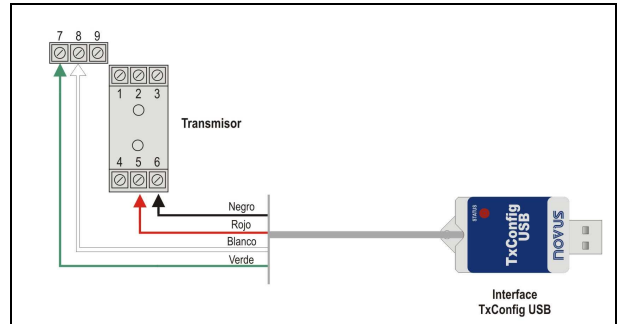 7 8 9
1 2 3
Transmisor
4 5 6
Negro
Rojo
Blanco
Verde
STATUS
TxConfig
USB
novus
Interface
TxConfig USB